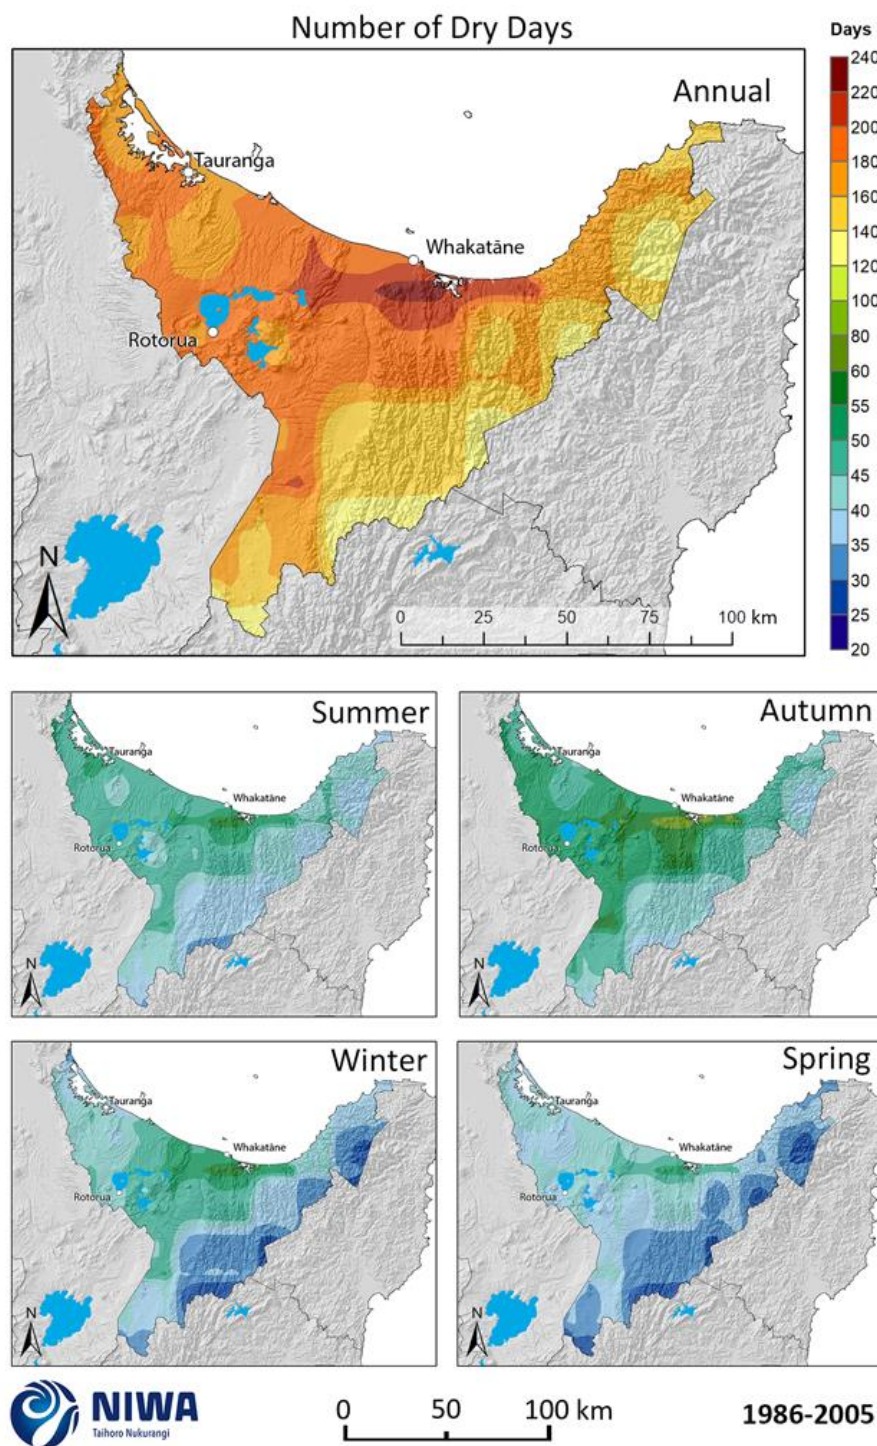 Number of Dry Days
Days
Annual
240
220
200
180
160
140
120
100
80
60
55
50
45
40
35
30
25
20
Tauranga
Whakatāne
Rotorua
N
0 25 50 75 100 km
Summer
Tauranga
Whakatāne
Rotorua
N
Autumn
Tauranga
Whakatāne
Rotorua
N
Winter
Tauranga
Whakatāne
Rotorua
N
Spring
Tauranga
Whakatāne
Rotorua
N
NIWA
Taihoro Nukurangi
0 50 100 km
1986-2005